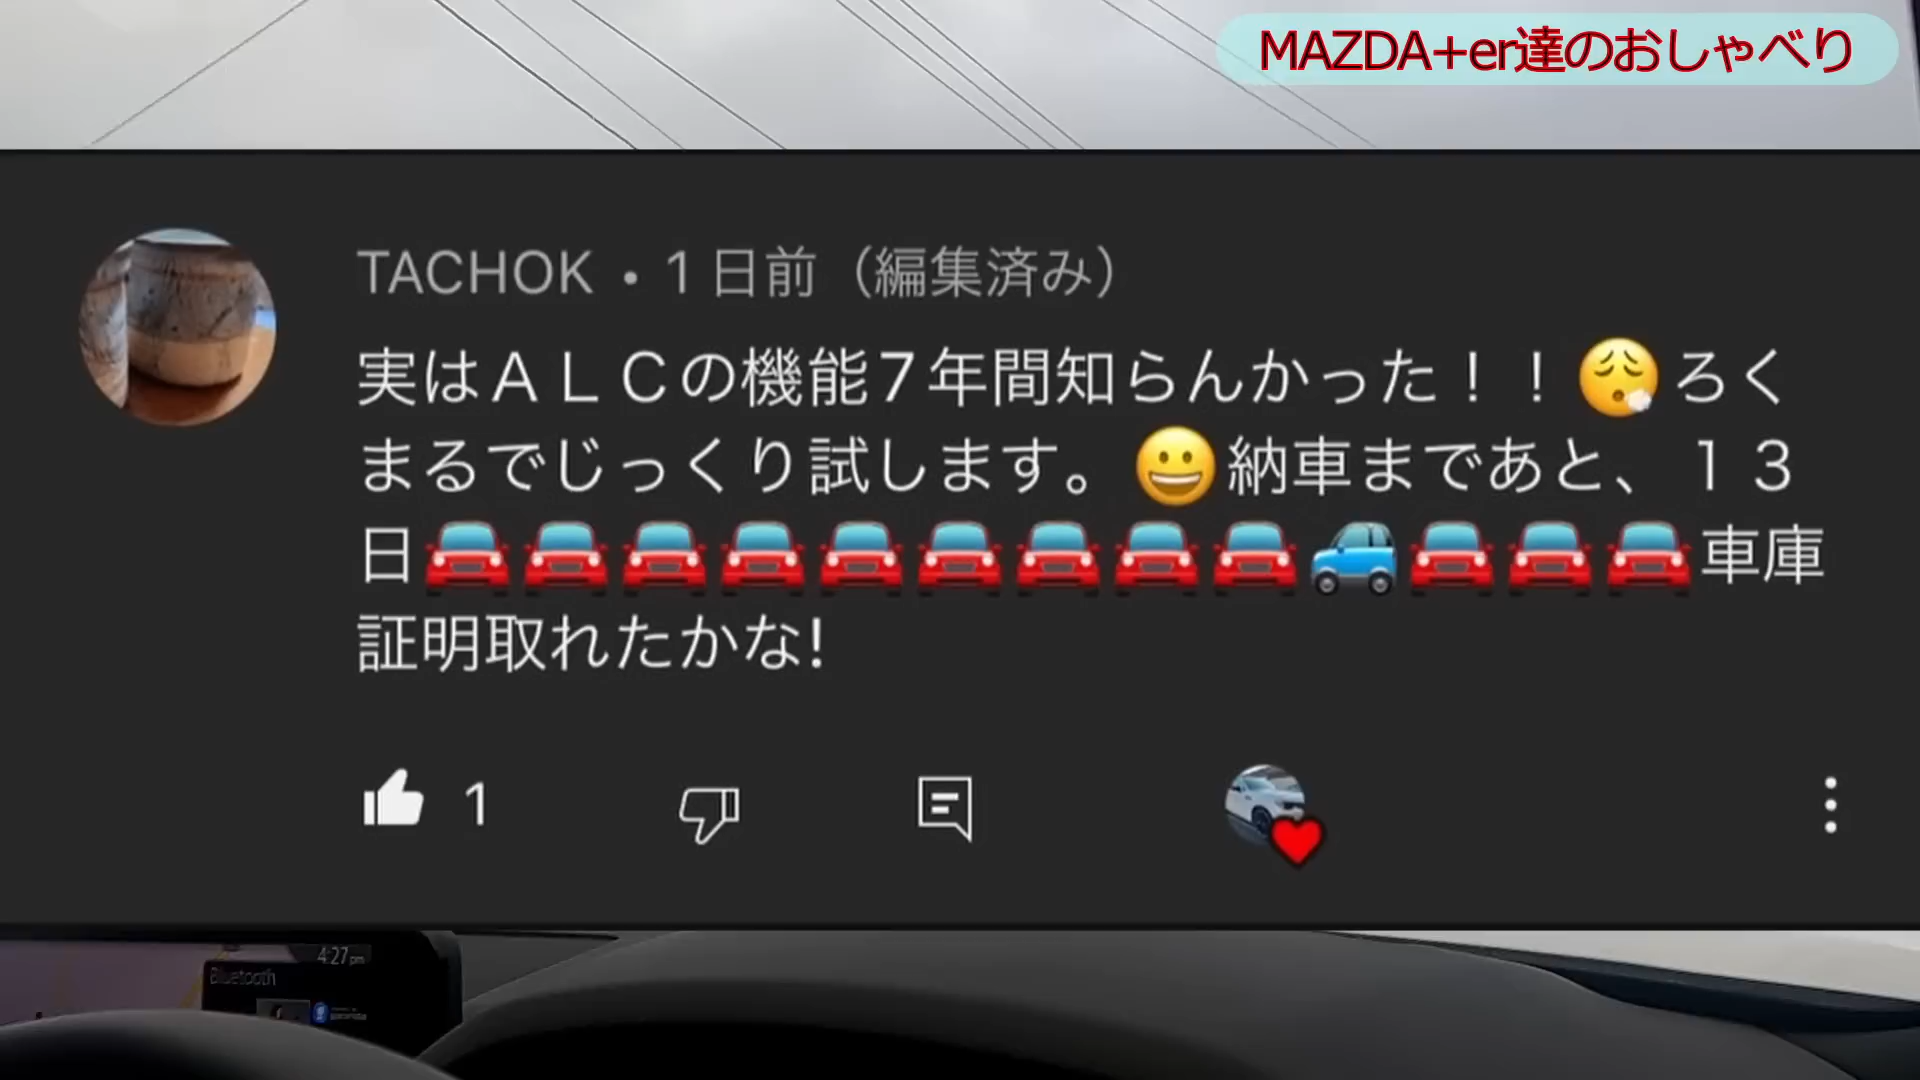 MAZDA+er達のおしゃべり
TACHOK・1日前（編集済み）
実はＡＬＣの機能7年間知らんかった！！😮‍💨ろく
まるでじっくり試します。😀納車まであと、１３
日🚘🚘🚘🚘🚘🚘🚘🚘🚘🚙🚘🚘🚘車庫
証明取れたかな!
1
4:27pm
Bluetooth